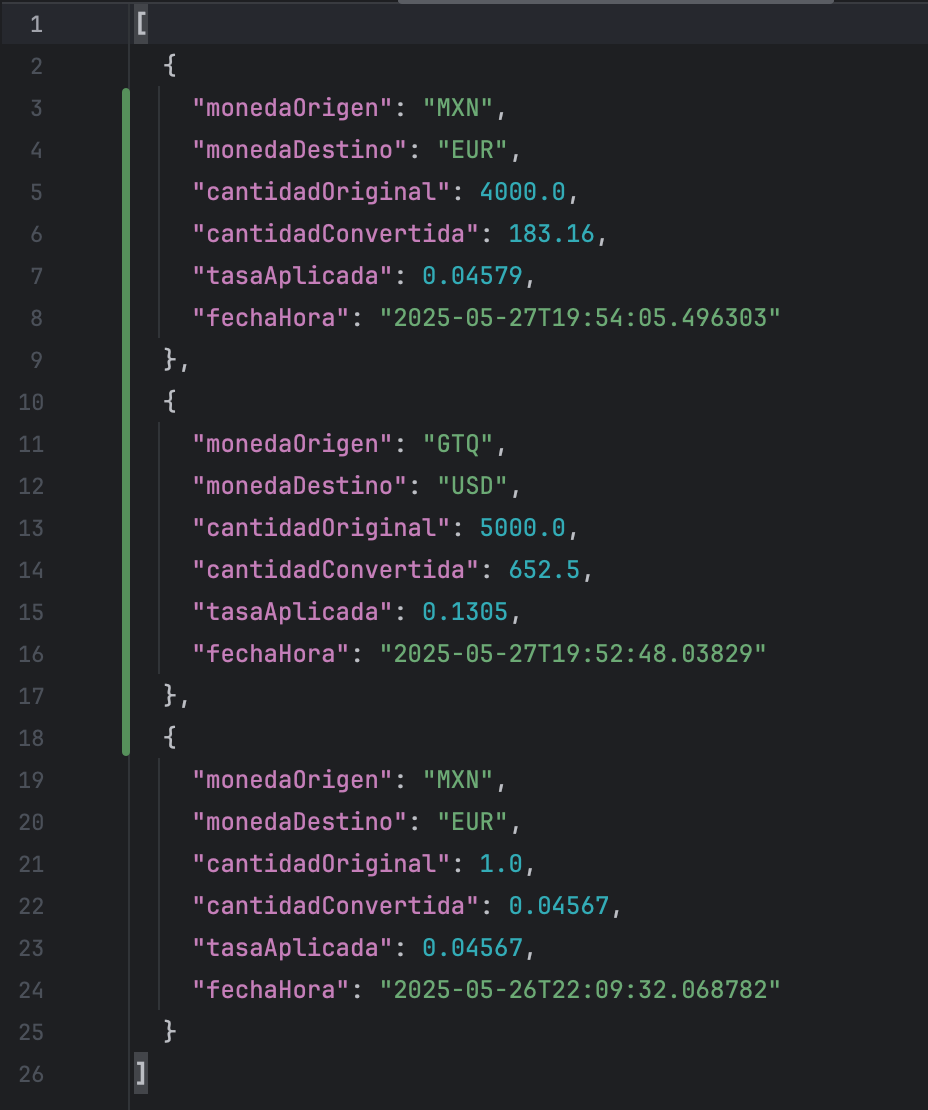 1 [
2 {
3 "monedaOrigen": "MXN",
4 "monedaDestino": "EUR",
5 "cantidadOriginal": 4000.0,
6 "cantidadConvertida": 183.16,
7 "tasaAplicada": 0.04579,
8 "fechaHora": "2025-05-27T19:54:05.496303"
9 },
10 {
11 "monedaOrigen": "GTQ",
12 "monedaDestino": "USD",
13 "cantidadOriginal": 5000.0,
14 "cantidadConvertida": 652.5,
15 "tasaAplicada": 0.1305,
16 "fechaHora": "2025-05-27T19:52:48.03829"
17 },
18 {
19 "monedaOrigen": "MXN",
20 "monedaDestino": "EUR",
21 "cantidadOriginal": 1.0,
22 "cantidadConvertida": 0.04567,
23 "tasaAplicada": 0.04567,
24 "fechaHora": "2025-05-26T22:09:32.068782"
25 }
26 ]